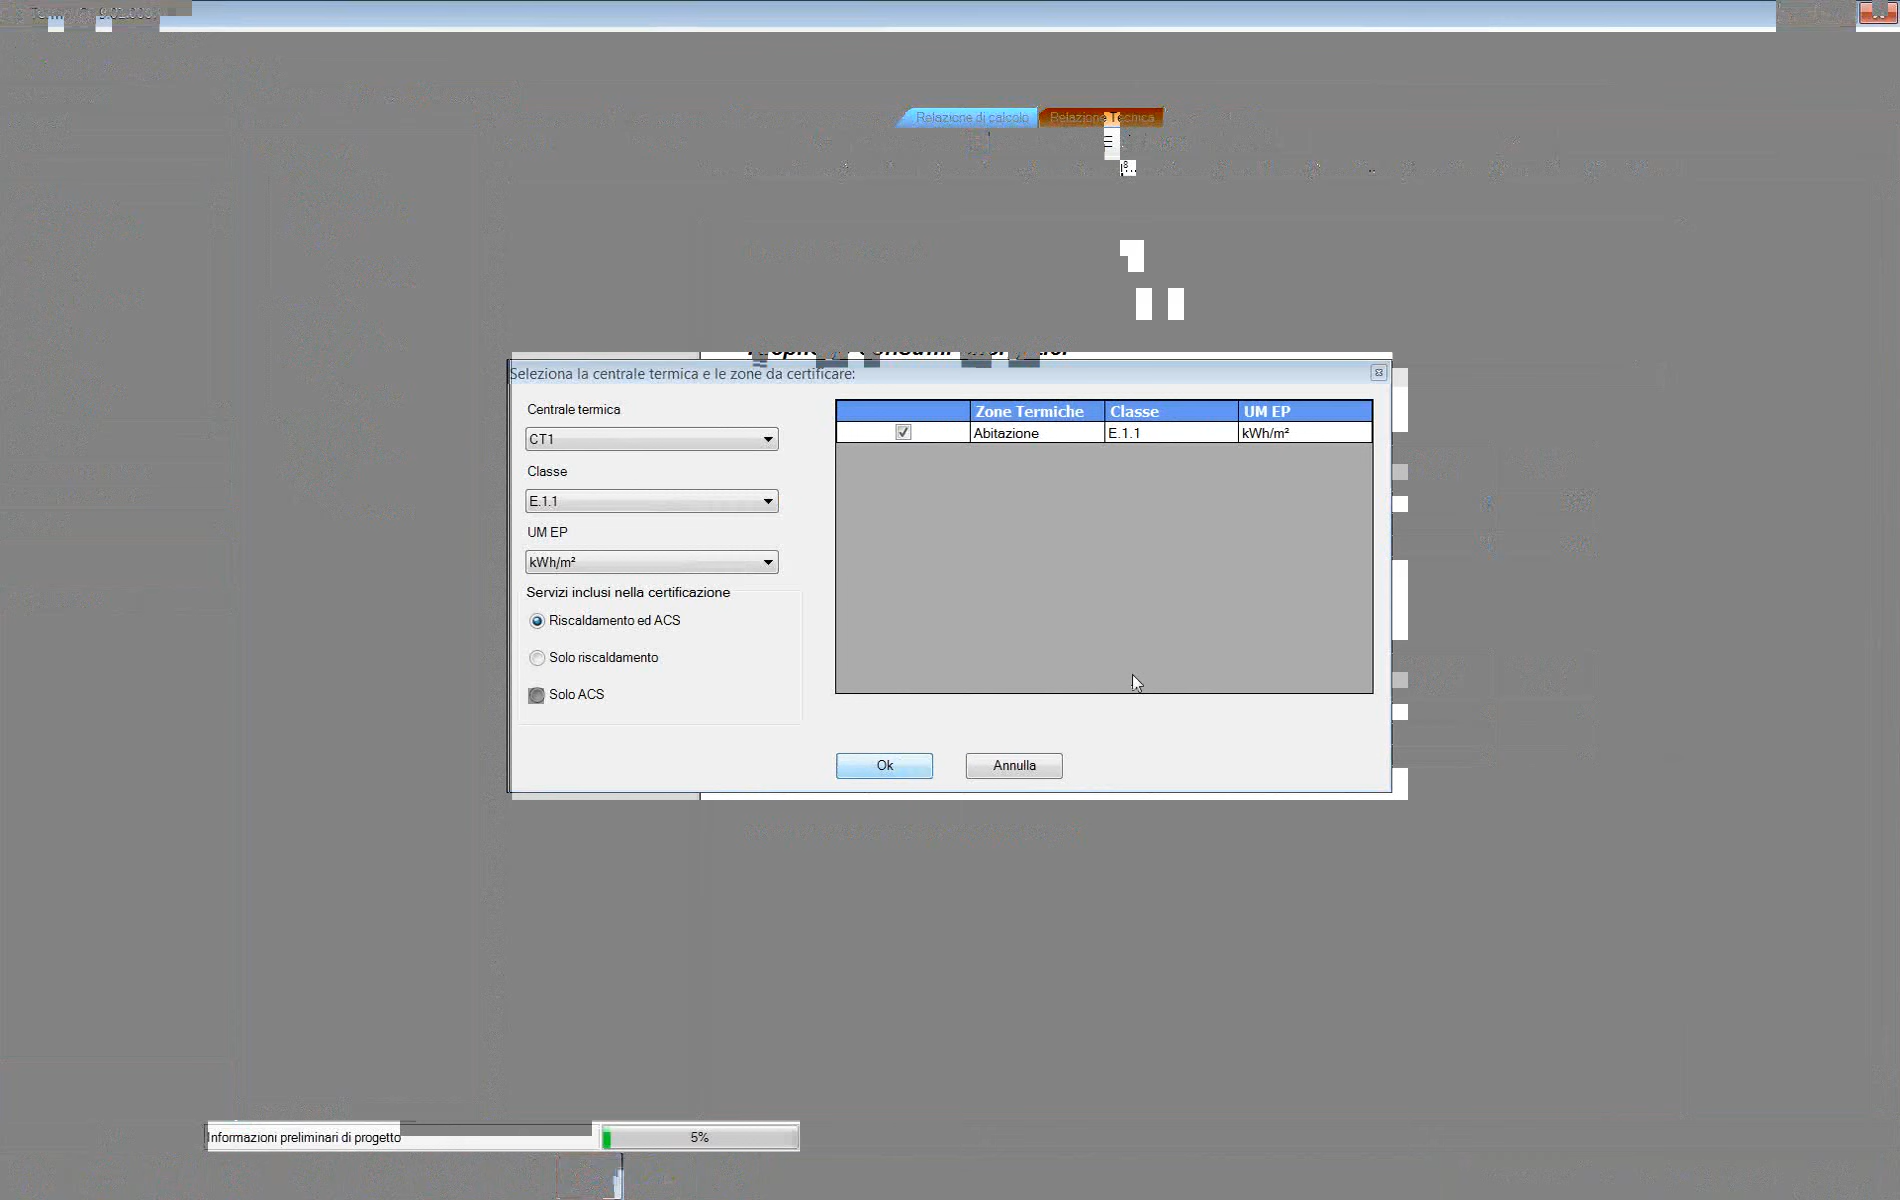 Relazione di calcolo
Relazione Tecnica
Seleziona la centrale termica e le zone da certificare:
Centrale termica
CT1
Classe
E.1.1
UM EP
kWh/m²
Servizi inclusi nella certificazione
Riscaldamento ed ACS
Solo riscaldamento
Solo ACS
Zone Termiche Classe UM EP
Abitazione E.1.1 kWh/m²
Ok Annulla
Informazioni preliminari di progetto 5%